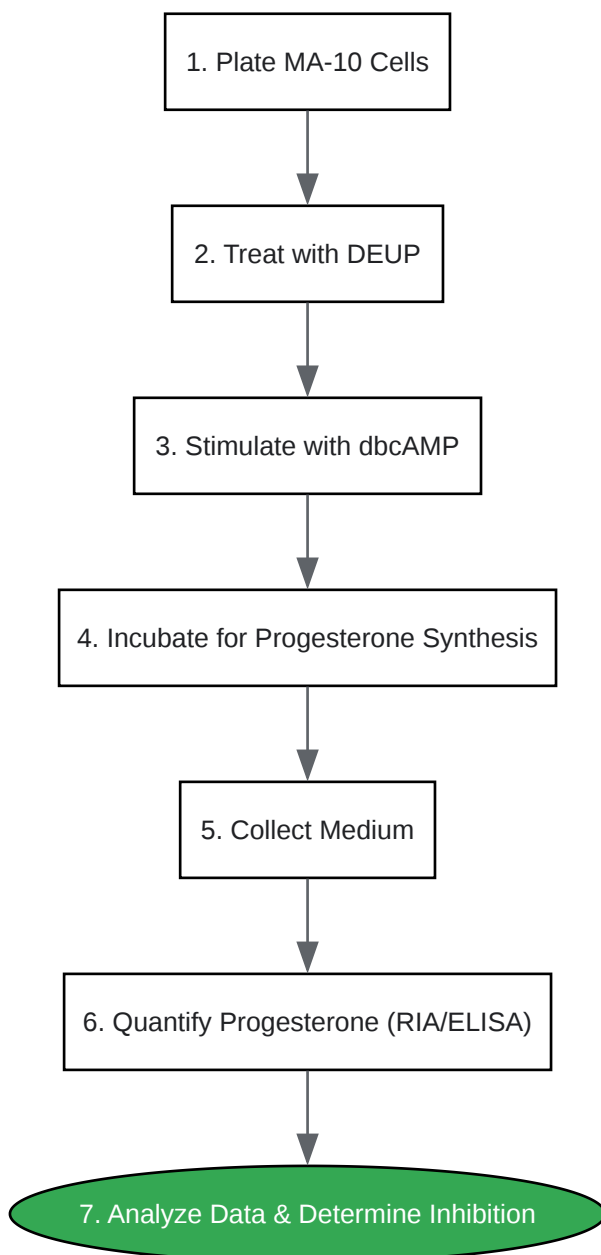 1. Plate MA-10 Cells
2. Treat with DEUP
3. Stimulate with dbcAMP
4. Incubate for Progesterone Synthesis
5. Collect Medium
6. Quantify Progesterone (RIA/ELISA)
7. Analyze Data & Determine Inhibition